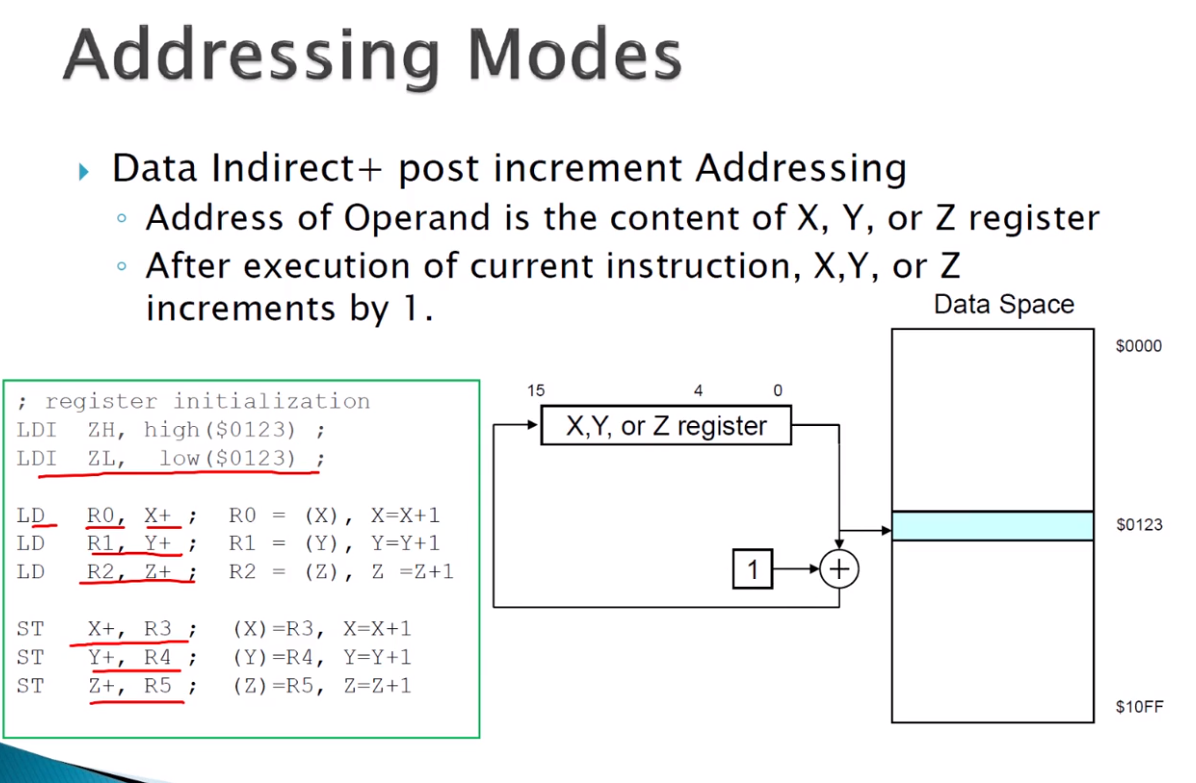 Addressing Modes
Data Indirect+ post increment Addressing
Address of Operand is the content of X, Y, or Z register
After execution of current instruction, X,Y, or Z
increments by 1.
; register initialization
LDI ZH, high($0123) ;
LDI ZL, low($0123) ;
LD R0, X+ ; R0 = (X), X=X+1
LD R1, Y+ ; R1 = (Y), Y=Y+1
LD R2, Z+ ; R2 = (Z), Z =Z+1
ST X+, R3 ; (X)=R3, X=X+1
ST Y+, R4 ; (Y)=R4, Y=Y+1
ST Z+, R5 ; (Z)=R5, Z=Z+1
15 4 0
X,Y, or Z register
1 +
Data Space
$0000
$0123
$10FF